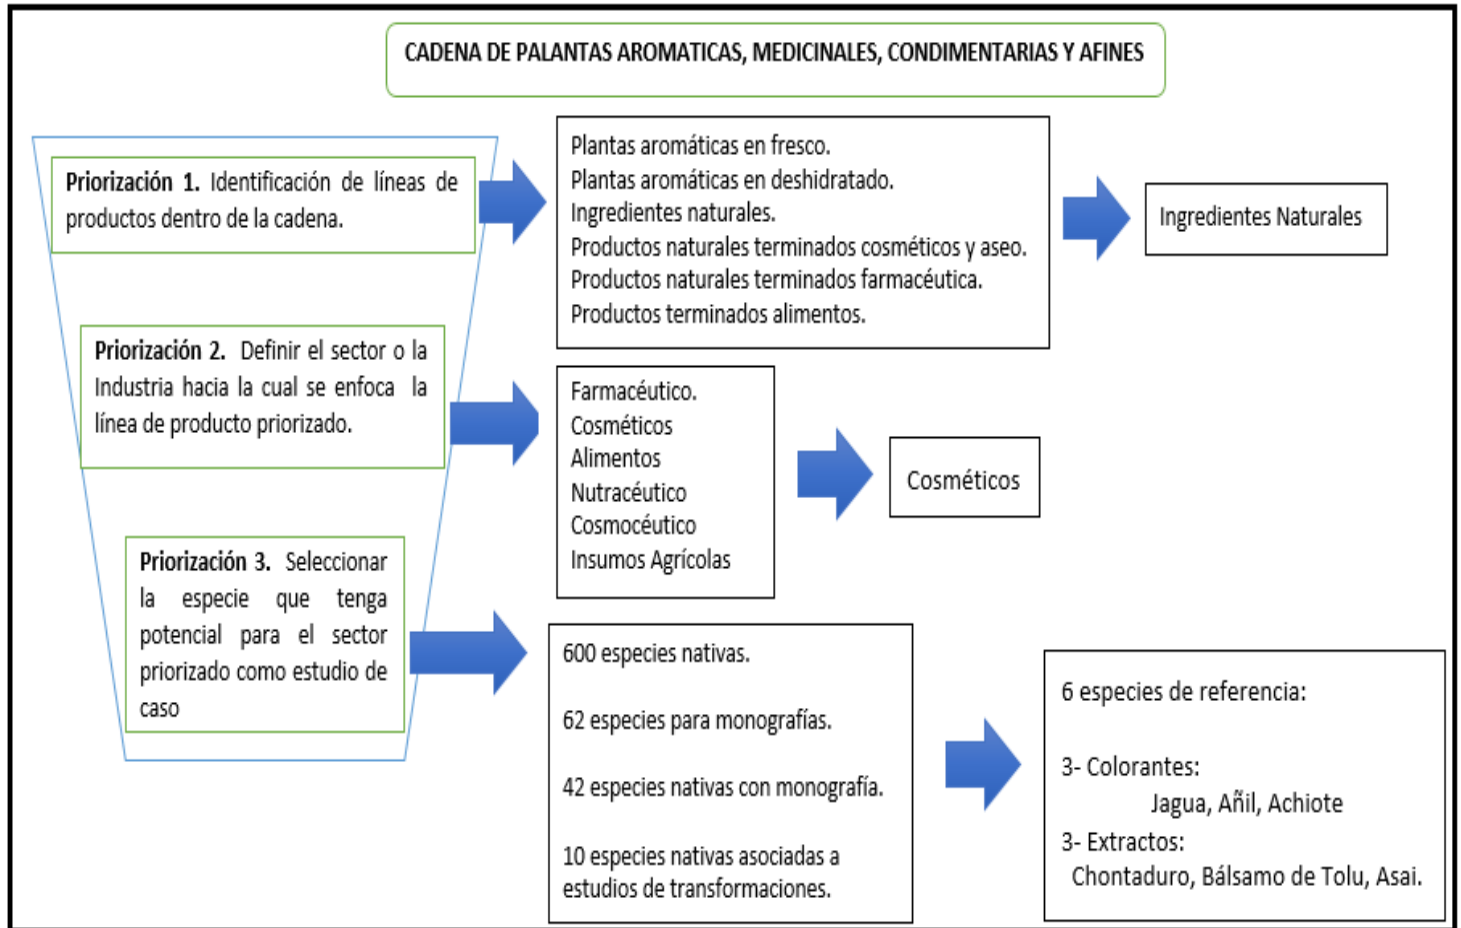 CADENA DE PALANTAS AROMATICAS, MEDICINALES, CONDIMENTARIAS Y AFINES
Priorización 1. Identificación de líneas de
productos dentro de la cadena.
Plantas aromáticas en fresco.
Plantas aromáticas en deshidratado.
Ingredientes naturales.
Productos naturales terminados cosméticos y aseo.
Productos naturales terminados farmacéutica.
Productos terminados alimentos.
Ingredientes Naturales
Priorización 2. Definir el sector o la
Industria hacia la cual se enfoca la
línea de producto priorizado.
Farmacéutico.
Cosméticos
Alimentos
Nutracéutico
Cosmocéutico
Insumos Agrícolas
Cosméticos
Priorización 3. Seleccionar
la especie que tenga
potencial para el sector
priorizado como estudio de
caso
600 especies nativas.
62 especies para monografías.
42 especies nativas con monografía.
10 especies nativas asociadas a
estudios de transformaciones.
6 especies de referencia:
3- Colorantes:
Jagua, Añil, Achiote
3- Extractos:
Chontaduro, Bálsamo de Tolu, Asai.